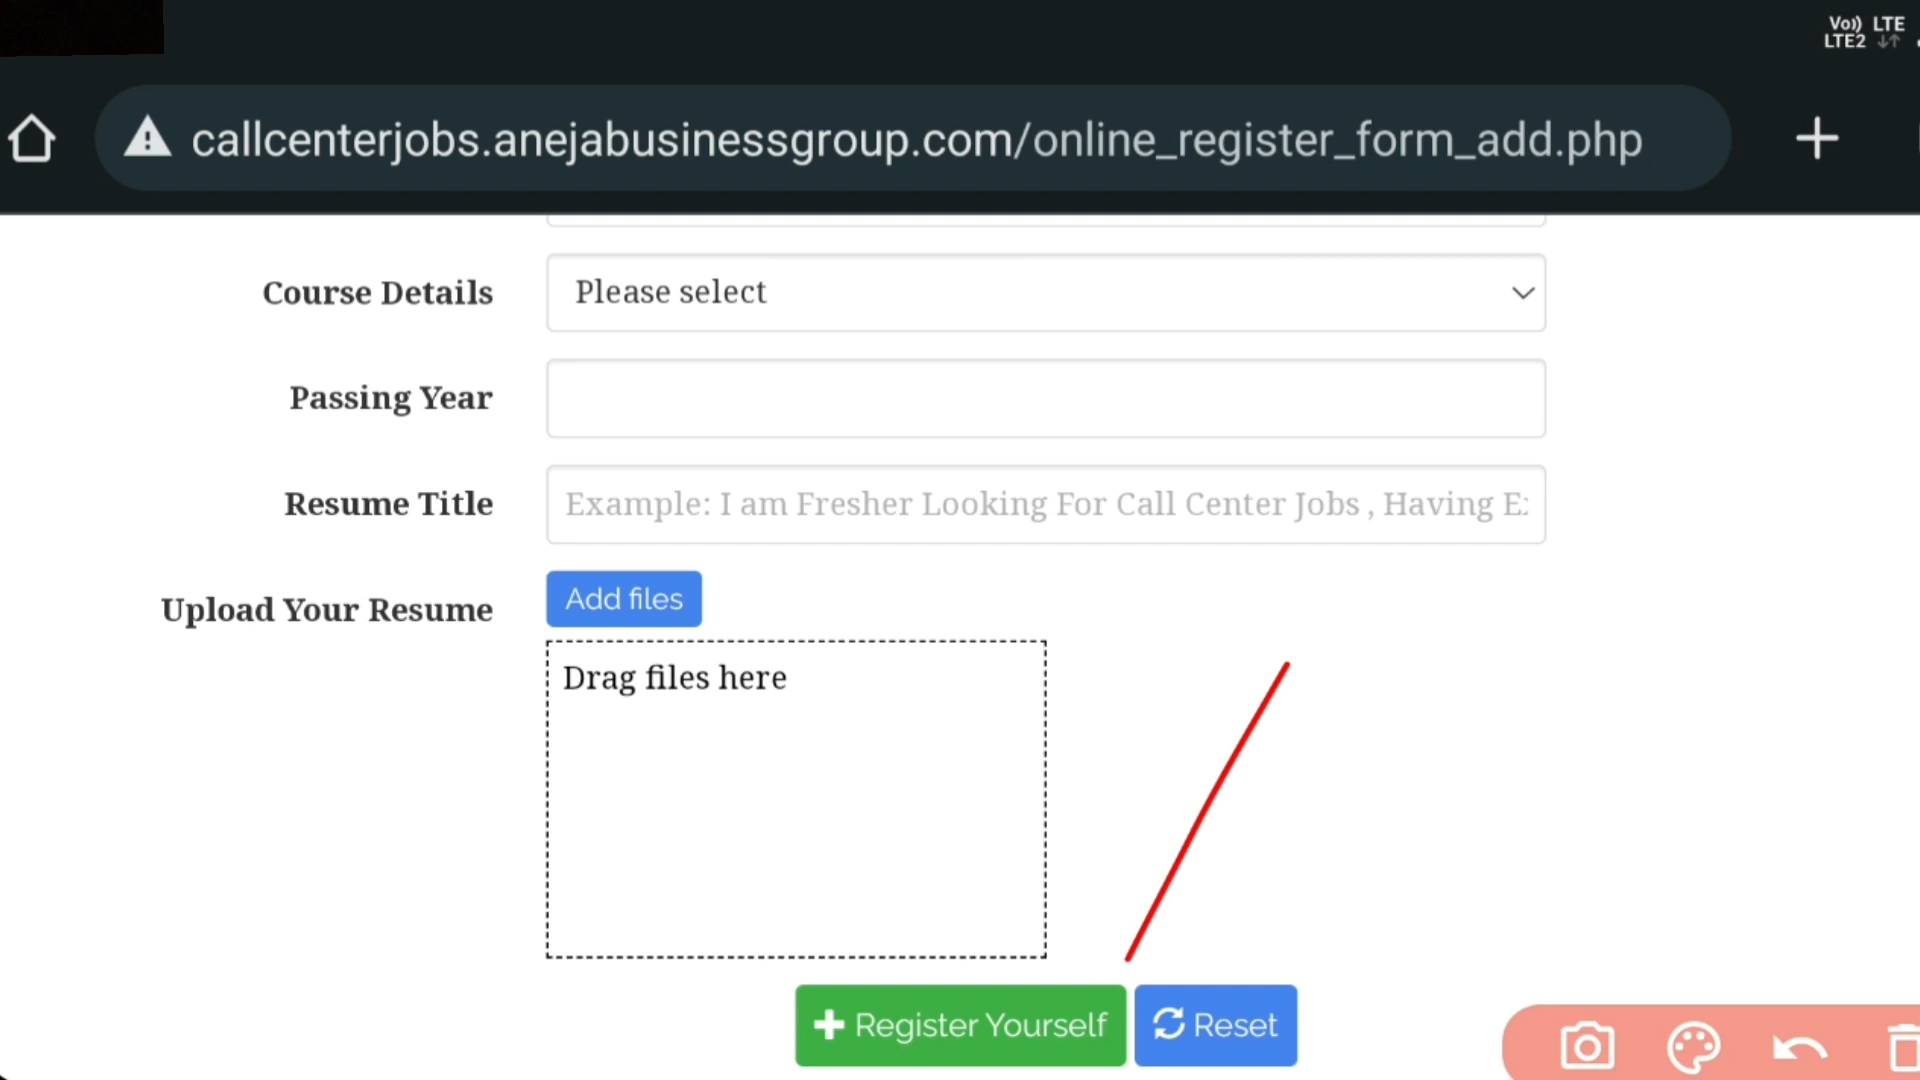 Vo)) LTE
LTE2
callcenterjobs.anejabusinessgroup.com/online_register_form_add.php
Course Details Please select
Passing Year
Resume Title Example: I am Fresher Looking For Call Center Jobs , Having E
Upload Your Resume Add files
Drag files here
Register Yourself Reset